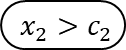 x₂ > c₂